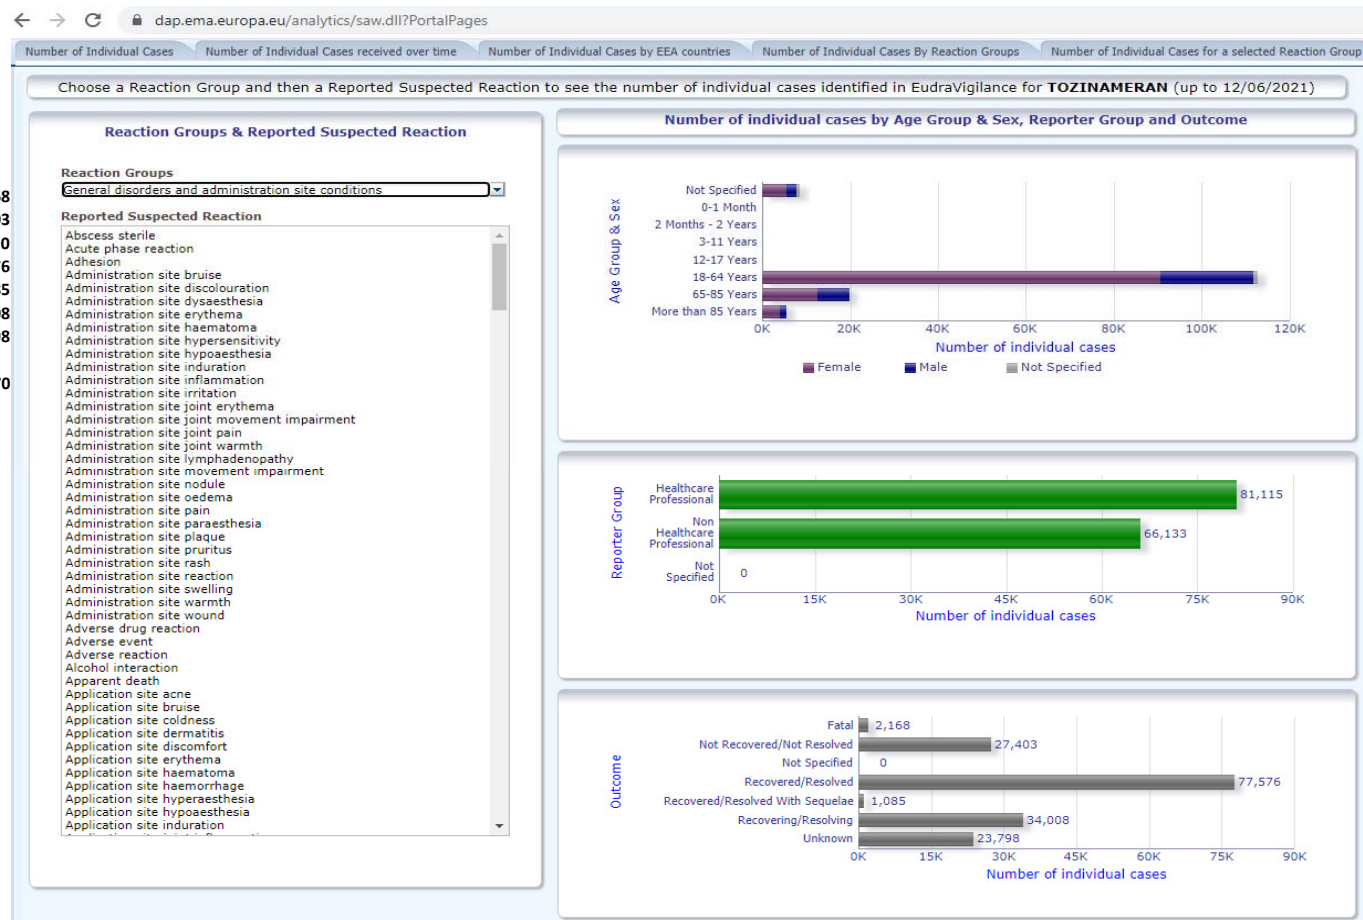 dap.ema.europa.eu/analytics/saw.dll?PortalPages
Number of Individual Cases
Number of Individual Cases received over time
Number of Individual Cases by EEA countries
Number of Individual Cases By Reaction Groups
Number of Individual Cases for a selected Reaction Group
Choose a Reaction Group and then a Reported Suspected Reaction to see the number of individual cases identified in EudraVigilance for TOZINAMERAN (up to 12/06/2021)
Reaction Groups & Reported Suspected Reaction
Reaction Groups
General disorders and administration site conditions
Reported Suspected Reaction
Abscess sterile
Acute phase reaction
Adhesion
Administration site bruise
Administration site discolouration
Administration site dysaesthesia
Administration site erythema
Administration site haematoma
Administration site hypersensitivity
Administration site hypoaesthesia
Administration site induration
Administration site inflammation
Administration site irritation
Administration site joint erythema
Administration site joint movement impairment
Administration site joint pain
Administration site joint warmth
Administration site lymphadenopathy
Administration site movement impairment
Administration site nodule
Administration site oedema
Administration site pain
Administration site paraesthesia
Administration site plaque
Administration site pruritus
Administration site rash
Administration site reaction
Administration site swelling
Administration site warmth
Administration site wound
Adverse drug reaction
Adverse event
Adverse reaction
Alcohol interaction
Apparent death
Application site acne
Application site bruise
Application site coldness
Application site dermatitis
Application site discomfort
Application site erythema
Application site haematoma
Application site haemorrhage
Application site hyperaesthesia
Application site hypoaesthesia
Application site induration
Number of individual cases by Age Group & Sex, Reporter Group and Outcome
Age Group & Sex
Not Specified
0-1 Month
2 Months - 2 Years
3-11 Years
12-17 Years
18-64 Years
65-85 Years
More than 85 Years
0K 20K 40K 60K 80K 100K 120K
Number of individual cases
Female Male Not Specified
Reporter Group
Healthcare
Professional
81,115
Non
Healthcare
Professional
66,133
Not
Specified
0
0K 15K 30K 45K 60K 75K 90K
Number of individual cases
Outcome
Fatal 2,168
Not Recovered/Not Resolved 27,403
Not Specified 0
Recovered/Resolved 77,576
Recovered/Resolved With Sequelae 1,085
Recovering/Resolving 34,008
Unknown 23,798
0K 15K 30K 45K 60K 75K 90K
Number of individual cases